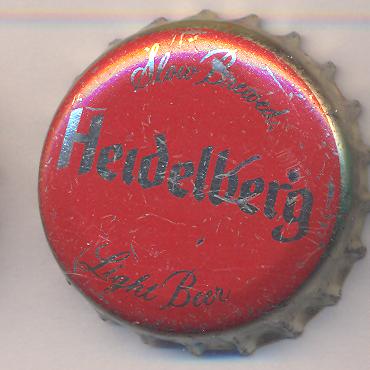 Slow Brewed
Heidelberg
Light Beer